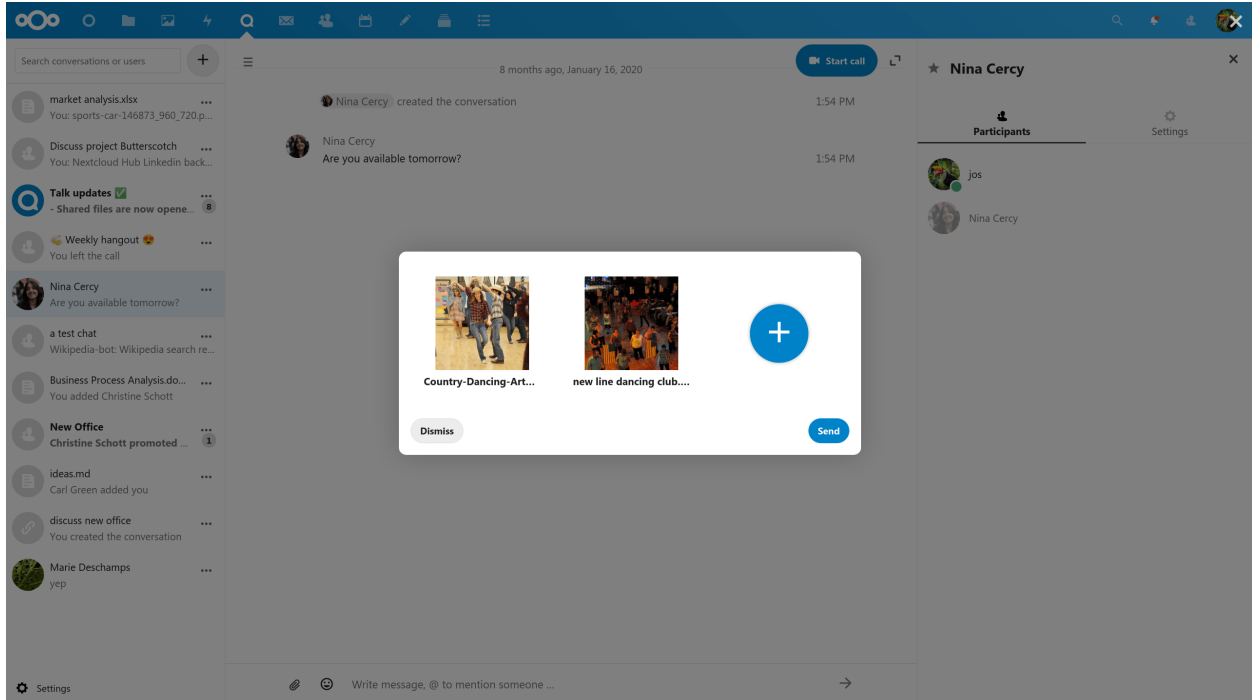 Search conversations or users
market analysis.xlsx
You: sports-car-146873_960_720.p...
Discuss project Butterscotch
You: Nextcloud Hub Linkedin back...
Talk updates ✅
- Shared files are now opene...
8
👋 Weekly hangout 😍
You left the call
Nina Cercy
Are you available tomorrow?
a test chat
Wikipedia-bot: Wikipedia search re...
Business Process Analysis.do...
You added Christine Schott
New Office
Christine Schott promoted ...
1
ideas.md
Carl Green added you
discuss new office
You created the conversation
Marie Deschamps
yep
Settings
8 months ago, January 16, 2020
Start call
Nina Cercy created the conversation
1:54 PM
Nina Cercy
Are you available tomorrow?
1:54 PM
Country-Dancing-Art...
new line dancing club....
Dismiss
Send
Write message, @ to mention someone ...
Nina Cercy
Participants
Settings
jos
Nina Cercy